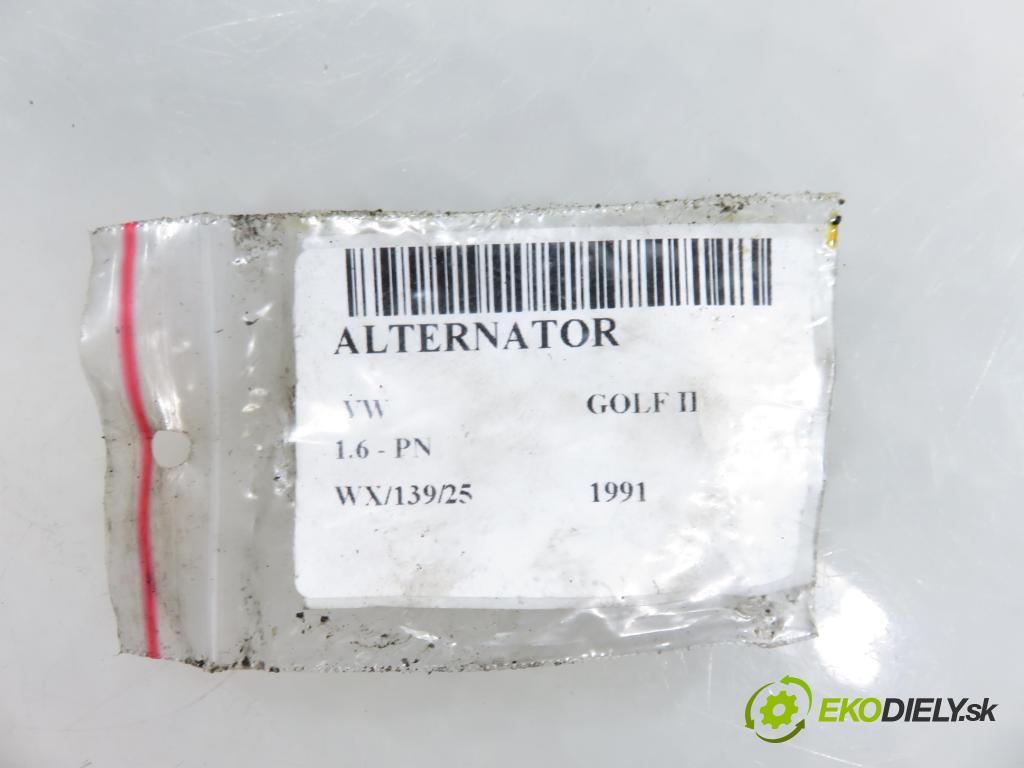 ALTERNATOR
VW GOLF II
1.6 - PN
WX/139/25 1991
EKODIELY.sk